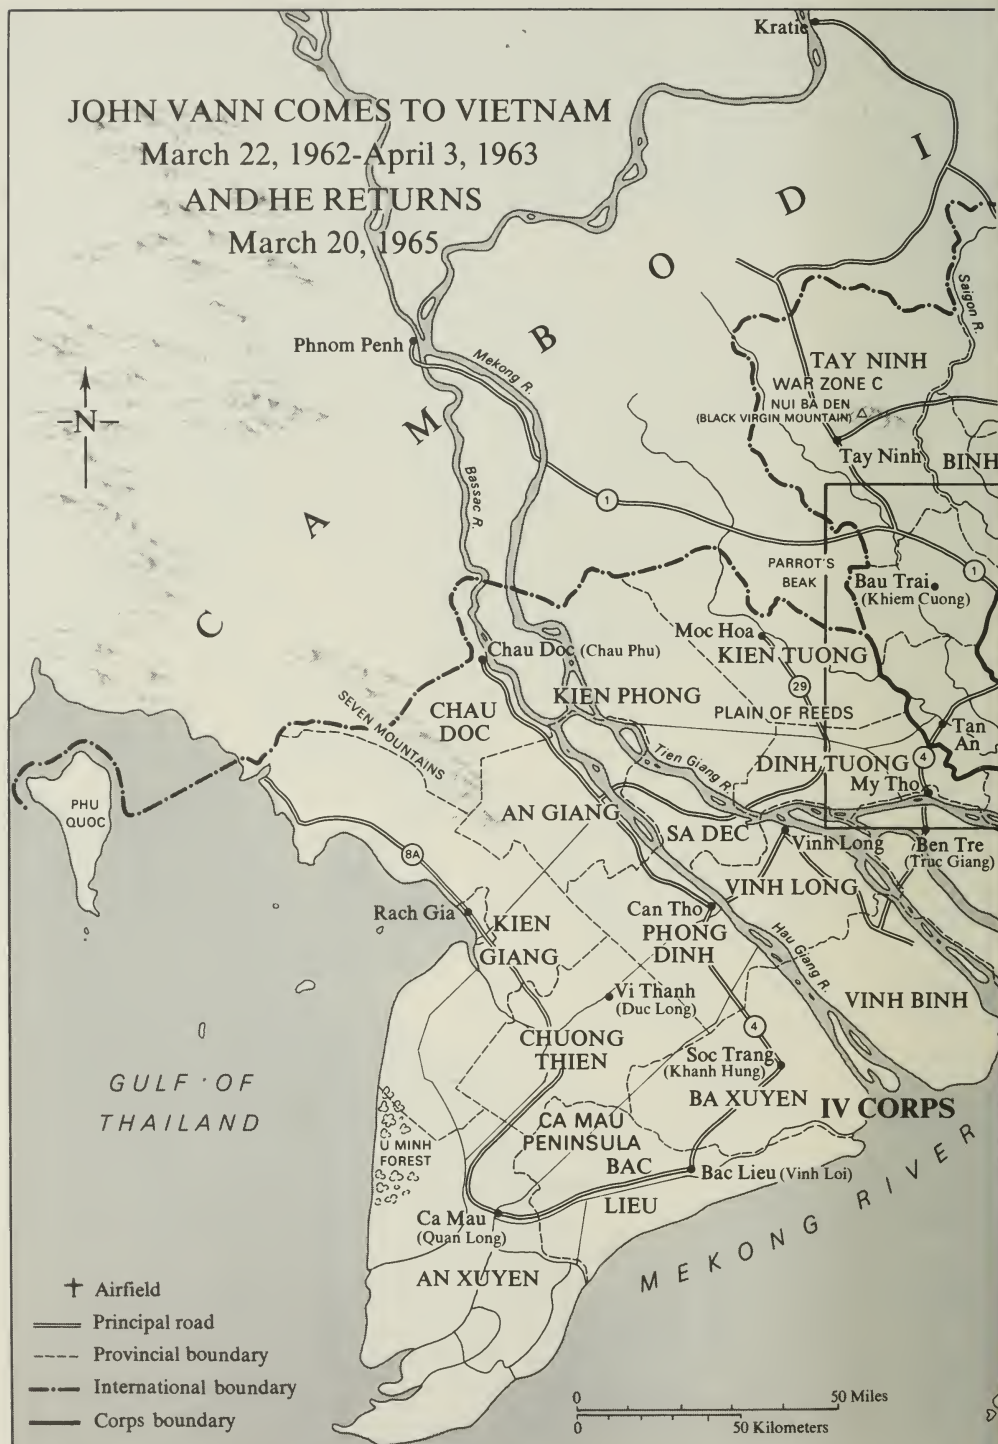 Kratie
JOHN VANN COMES TO VIETNAM
March 22, 1962-April 3, 1963
AND HE RETURNS
March 20, 1965
CAMBODI
Saigon R.
Phnom Penh
Mekong R.
TAY NINH
WAR ZONE C
NUI BA DEN
(BLACK VIRGIN MOUNTAIN)
-N-
Tay Ninh
BINH
Bassac R.
1
PARROT'S
BEAK
1
Bau Trai
(Khiem Cuong)
Moc Hoa
KIEN TUONG
Chau Doc (Chau Phu)
29
KIEN PHONG
SEVEN MOUNTAINS
CHAU
DOC
PLAIN OF REEDS
Tan
An
Tien Giang R.
DINH TUONG
4
My Tho
PHU
QUOC
AN GIANG
SA DEC
Vinh Long
Ben Tre
(Truc Giang)
8A
VINH LONG
Rach Gia
KIEN
GIANG
Can Tho
PHONG
DINH
Hau Giang R.
Vi Thanh
(Duc Long)
VINH BINH
CHUONG
THIEN
4
Soc Trang
(Khanh Hung)
GULF OF
THAILAND
BA XUYEN
IV CORPS
CA MAU
PENINSULA
U MINH
FOREST
BAC
LIEU
Bac Lieu (Vinh Loi)
MEKONG RIVER
Ca Mau
(Quan Long)
AN XUYEN
Airfield
Principal road
Provincial boundary
International boundary
Corps boundary
0 50 Miles
0 50 Kilometers